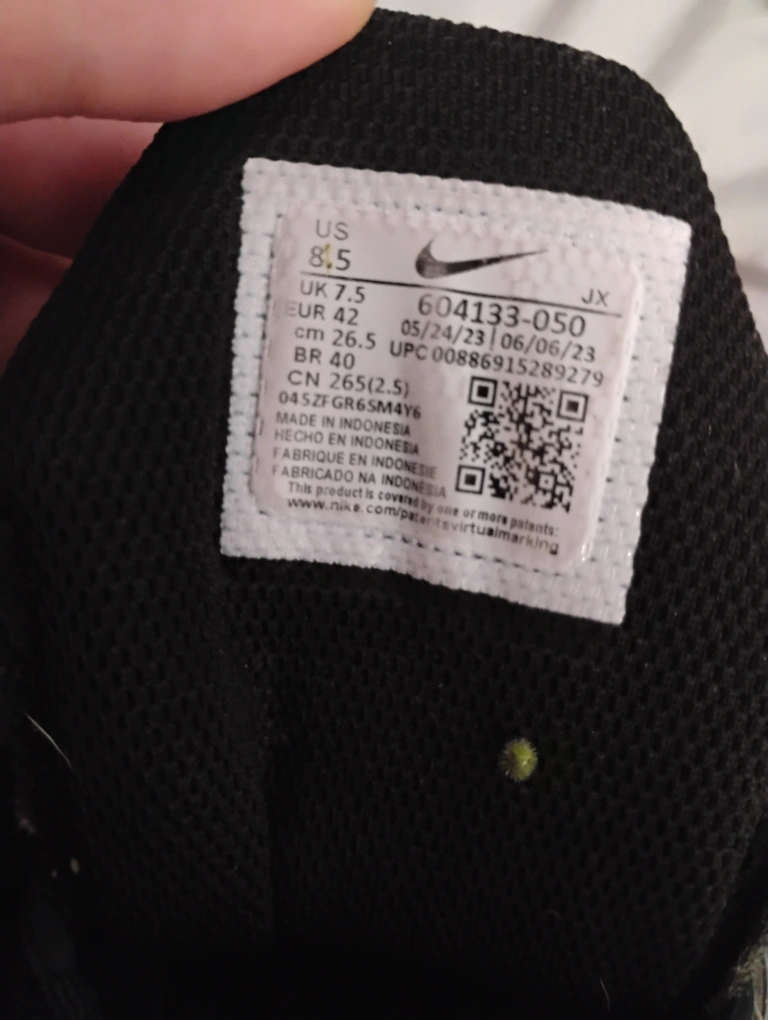 US
8.5
UK 7.5
EUR 42
cm 26.5
BR 40
CN 265(2.5)
JX
604133-050
05/24/23 | 06/06/23
UPC 00886915289279
045ZFGR6SM4Y6
MADE IN INDONESIA
HECHO EN INDONESIA
FABRIQUE EN INDONESIE
FABRICADO NA INDONÉSIA
This product is covered by one or more patents:
www.nike.com/patentsvirtualmarking